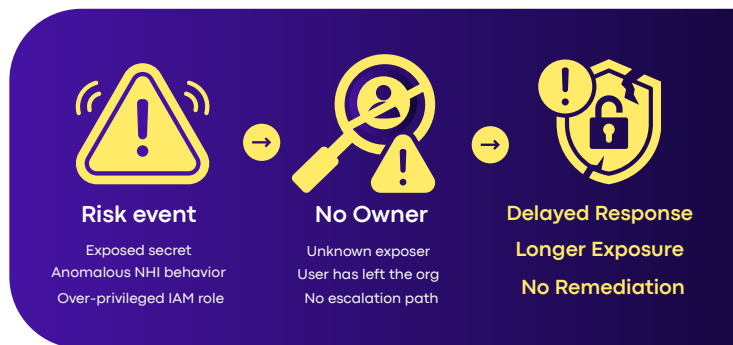 Risk event
Exposed secret
Anomalous NHI behavior
Over-privileged IAM role
No Owner
Unknown exposer
User has left the org
No escalation path
Delayed Response
Longer Exposure
No Remediation